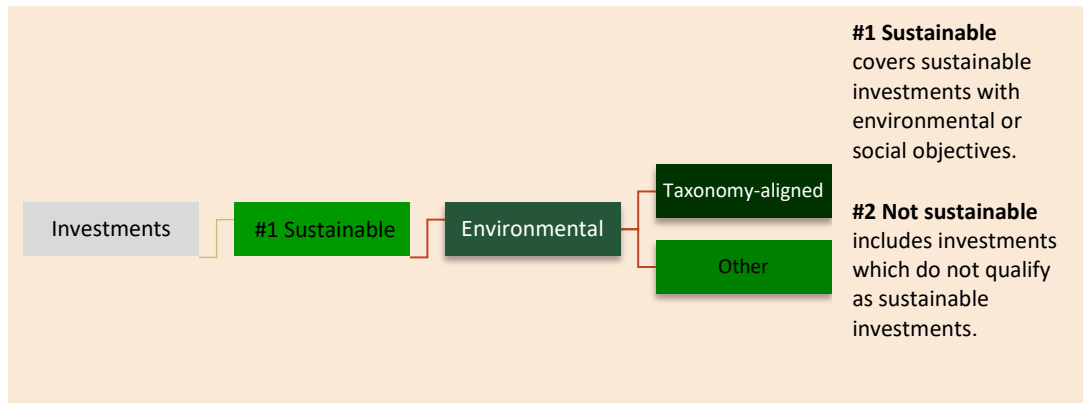 Investments
#1 Sustainable
Environmental
Taxonomy-aligned
Other
#1 Sustainable
covers sustainable
investments with
environmental or
social objectives.
#2 Not sustainable
includes investments
which do not qualify
as sustainable
investments.